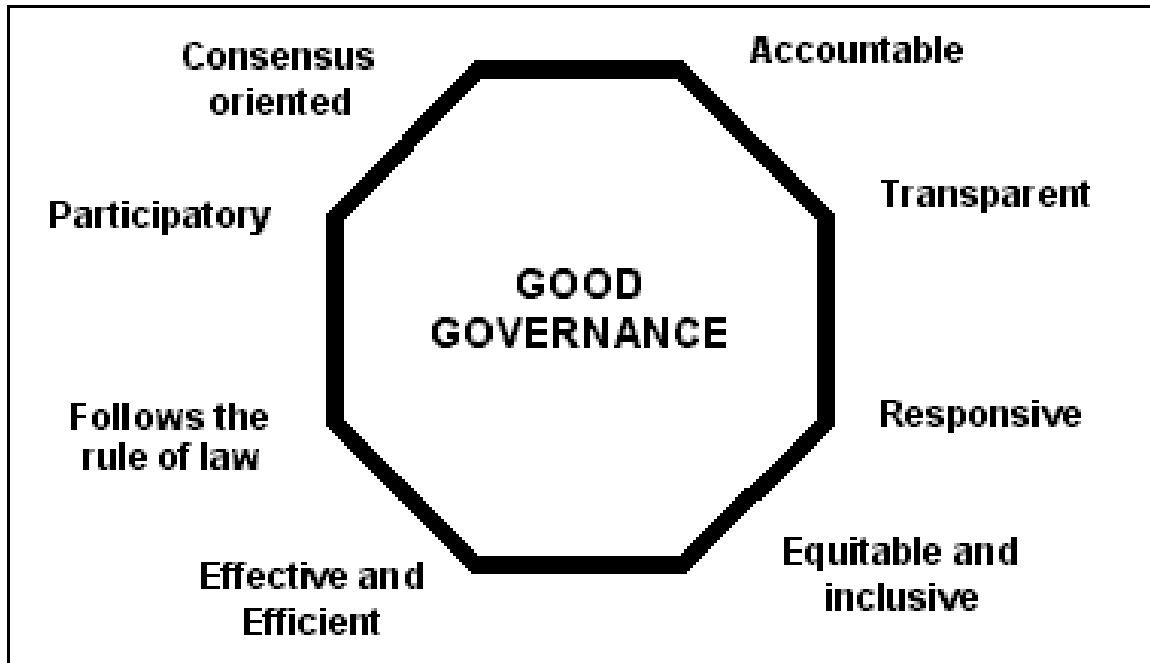 Consensus
oriented
Accountable
Participatory
Transparent
GOOD
GOVERNANCE
Follows the
rule of law
Responsive
Effective and
Efficient
Equitable and
inclusive